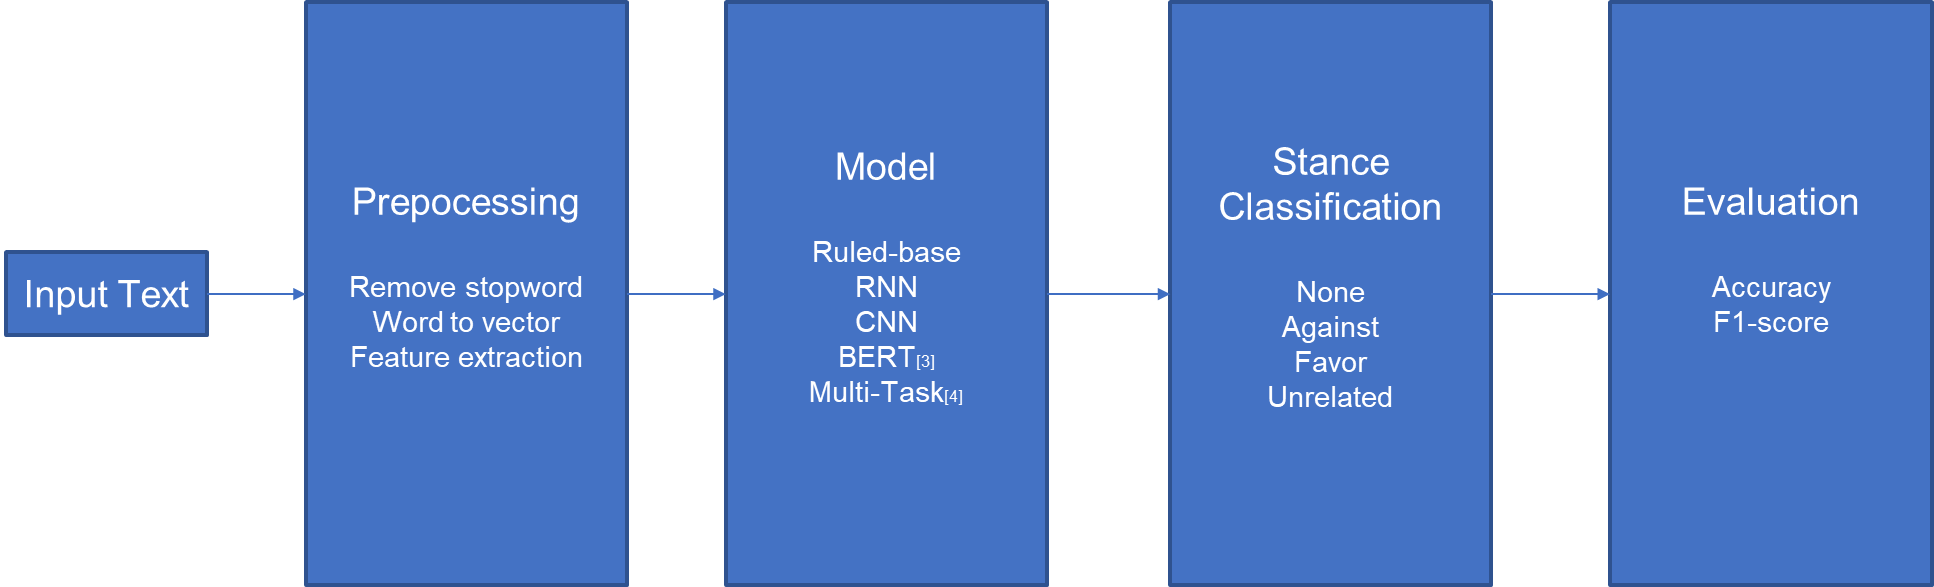 Input Text
Prepocessing
Remove stopword
Word to vector
Feature extraction
Model
Ruled-base
RNN
CNN
BERT[3]
Multi-Task[4]
Stance
Classification
None
Against
Favor
Unrelated
Evaluation
Accuracy
F1-score